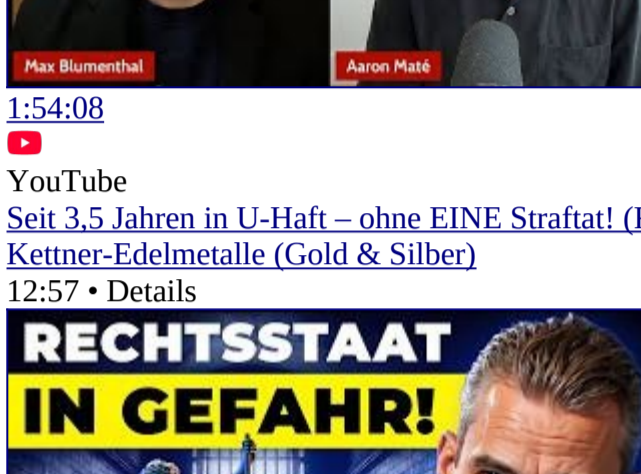 Max Blumenthal
Aaron Maté
1:54:08
YouTube
Seit 3,5 Jahren in U-Haft – ohne EINE Straftat! (
Kettner-Edelmetalle (Gold & Silber)
12:57 • Details
RECHTSSTAAT
IN GEFAHR!